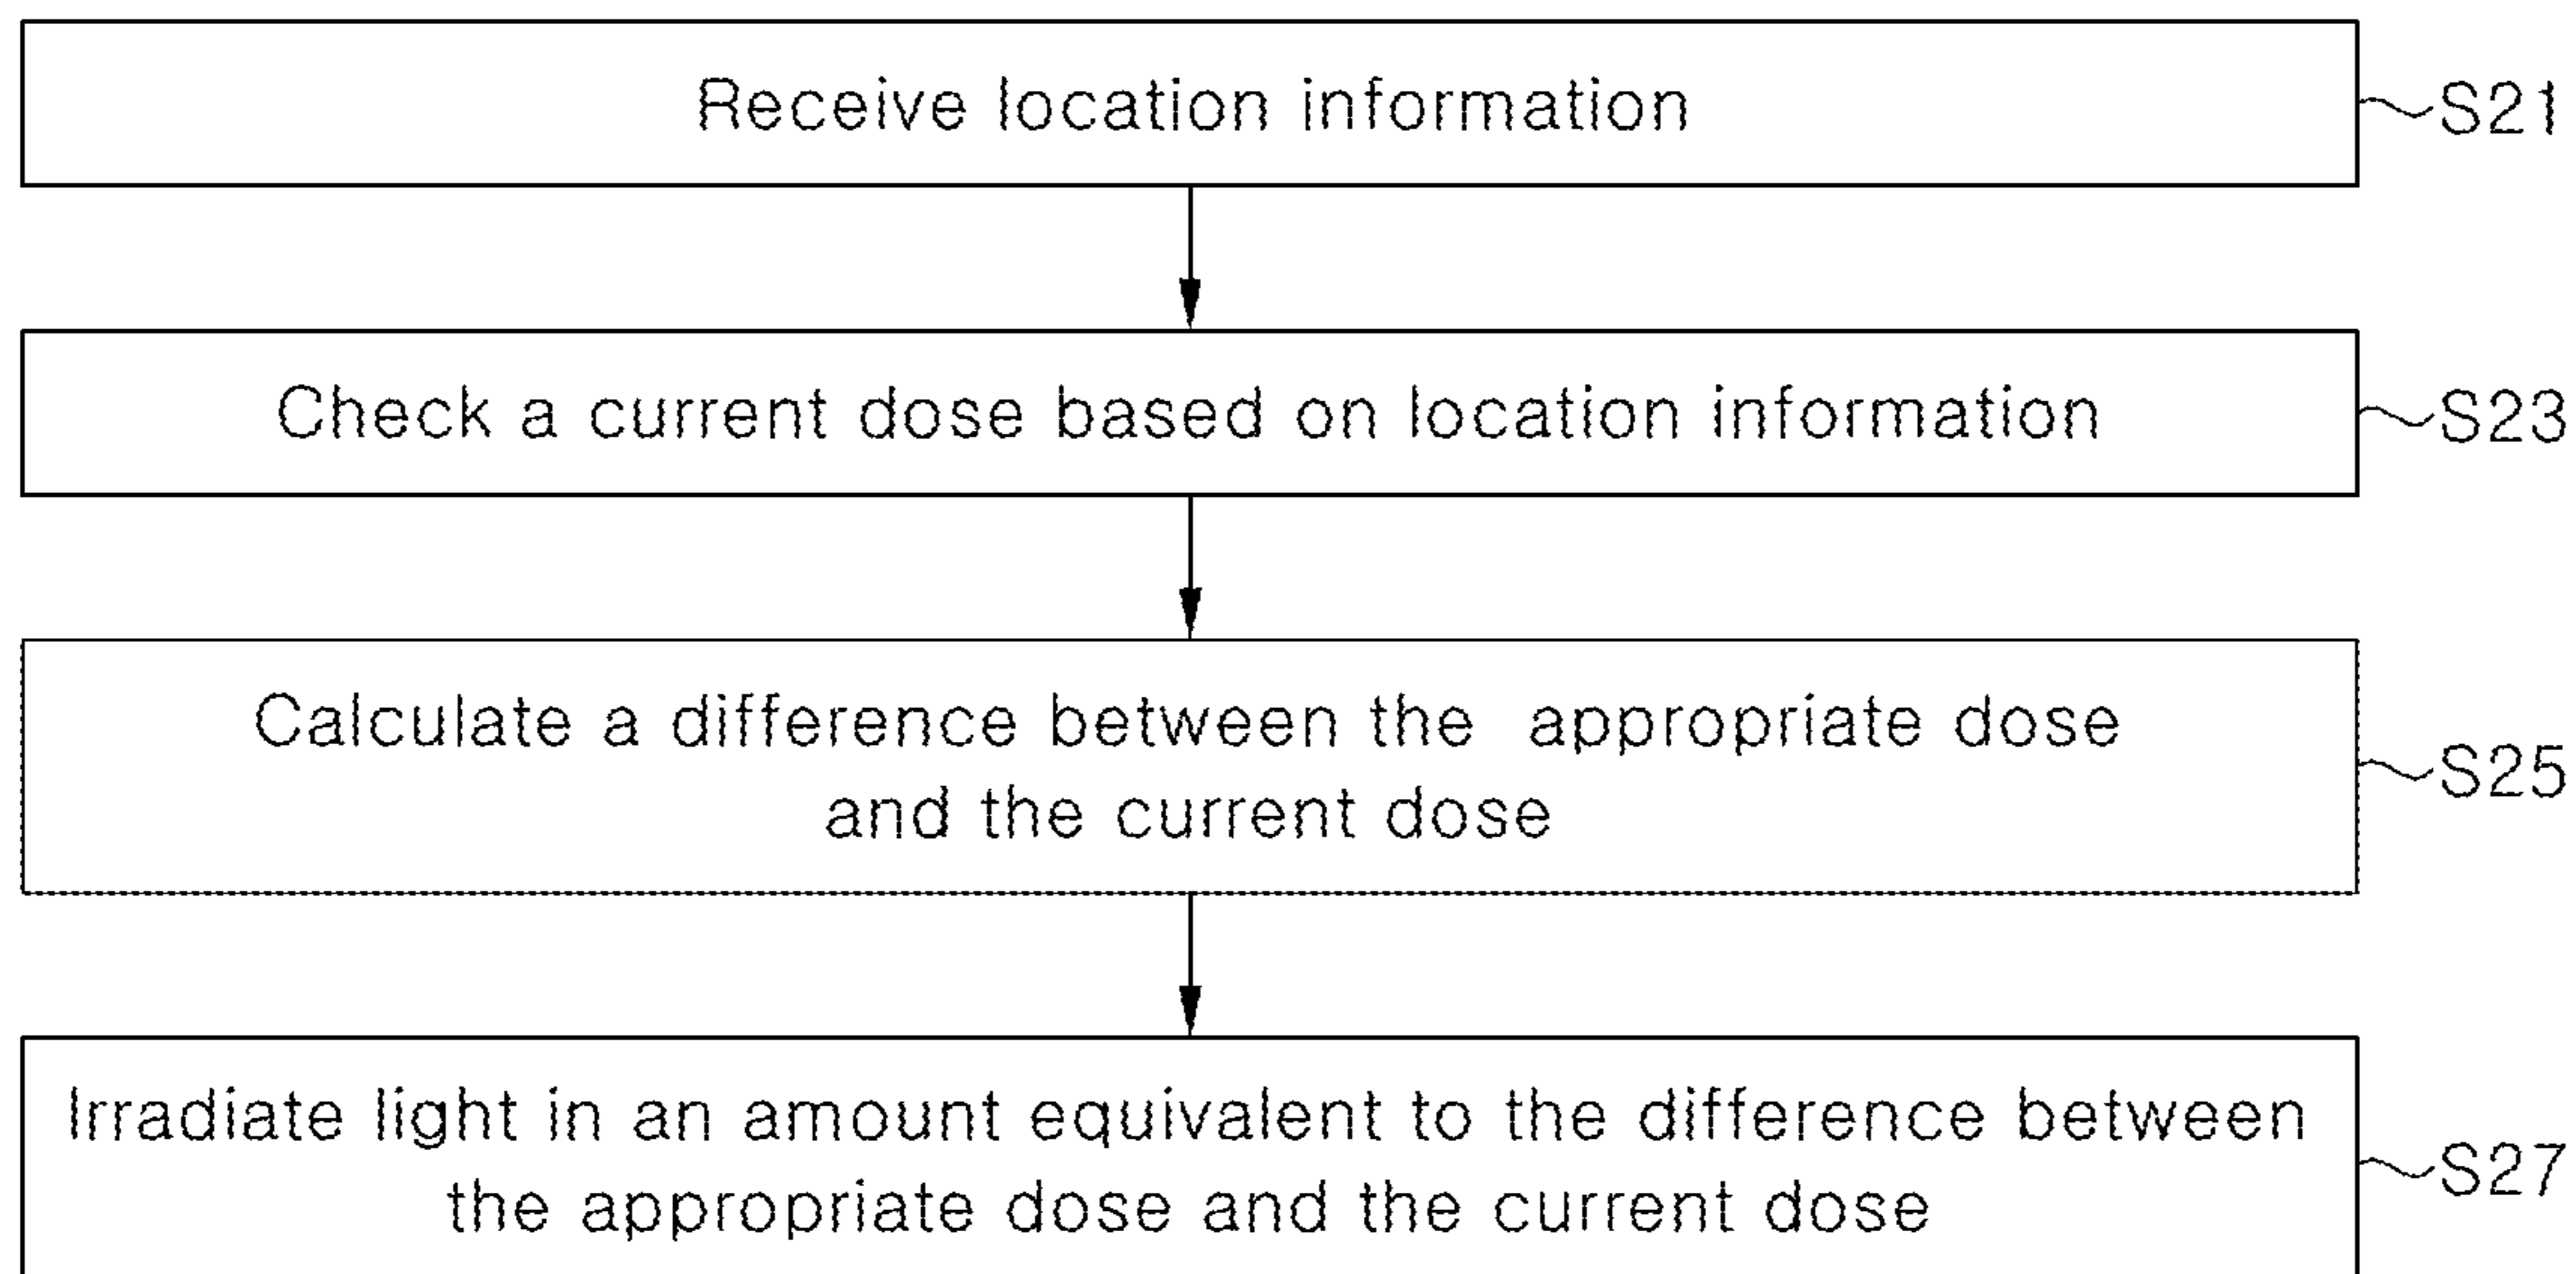 Receive location information
S21
Check a current dose based on location information
S23
Calculate a difference between the appropriate dose
and the current dose
S25
Irradiate light in an amount equivalent to the difference between
the appropriate dose and the current dose
S27